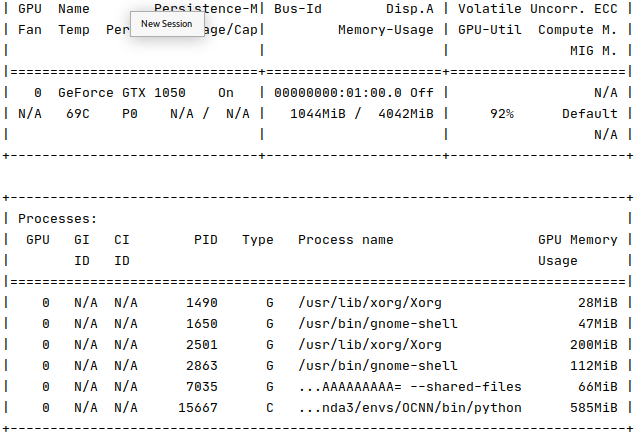 | GPU  Name        Persistence-M| Bus-Id        Disp.A | Volatile Uncorr. ECC |
New Session
| Fan  Temp  age/Cap|         Memory-Usage | GPU-Util  Compute M. |
|                               |                      |               MIG M. |
|===============================+======================+======================|
|   0  GeForce GTX 1050    On   | 00000000:01:00.0 Off |                  N/A |
| N/A   69C    P0    N/A /  N/A |   1044MiB /  4042MiB |     92%      Default |
|                               |                      |                  N/A |
+-------------------------------+----------------------+----------------------+
+-----------------------------------------------------------------------------+
| Processes:                                                                  |
|  GPU   GI   CI        PID   Type   Process name                  GPU Memory |
|        ID   ID                                                   Usage      |
|=============================================================================|
|    0   N/A  N/A      1490      G   /usr/lib/xorg/Xorg                 28MiB |
|    0   N/A  N/A      1650      G   /usr/bin/gnome-shell               47MiB |
|    0   N/A  N/A      2501      G   /usr/lib/xorg/Xorg                200MiB |
|    0   N/A  N/A      2863      G   /usr/bin/gnome-shell              112MiB |
|    0   N/A  N/A      7035      G   ...AAAAAAAAA= --shared-files       66MiB |
|    0   N/A  N/A     15667      C   ...nda3/envs/OCNN/bin/python      585MiB |
+-----------------------------------------------------------------------------+